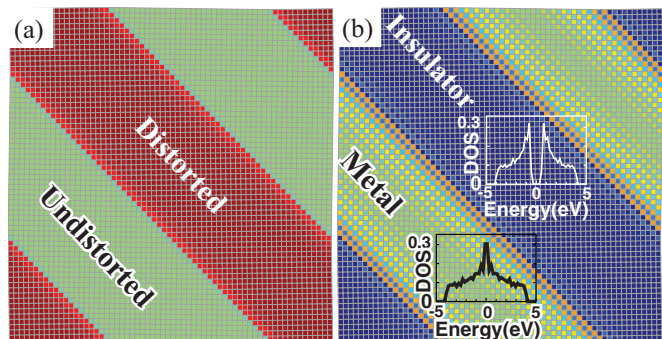 (a)
Distorted
Undistorted
(b)
Insulator
Metal
DOS
0.3
0
-5
0
5
Energy(eV)
DOS
0.3
0
-5
0
5
Energy(eV)